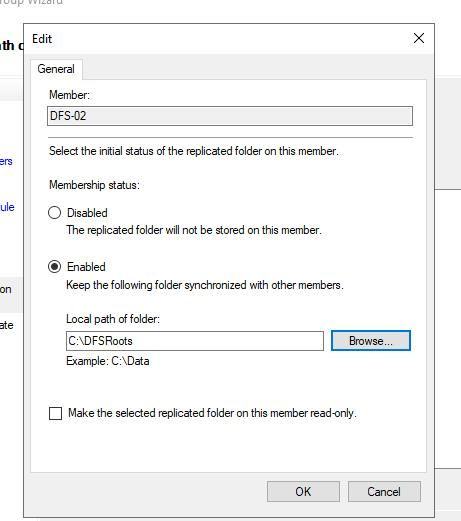 roup Wizard
Edit
ath o
General
Member:
DFS-02
Select the initial status of the replicated folder on this member.
ers
Membership status:
ule
Disabled
The replicated folder will not be stored on this member.
Enabled
on
Keep the following folder synchronized with other members.
Local path of folder:
ate
C:\DFSRoots
Browse...
Example: C:\Data
Make the selected replicated folder on this member read-only.
OK
Cancel